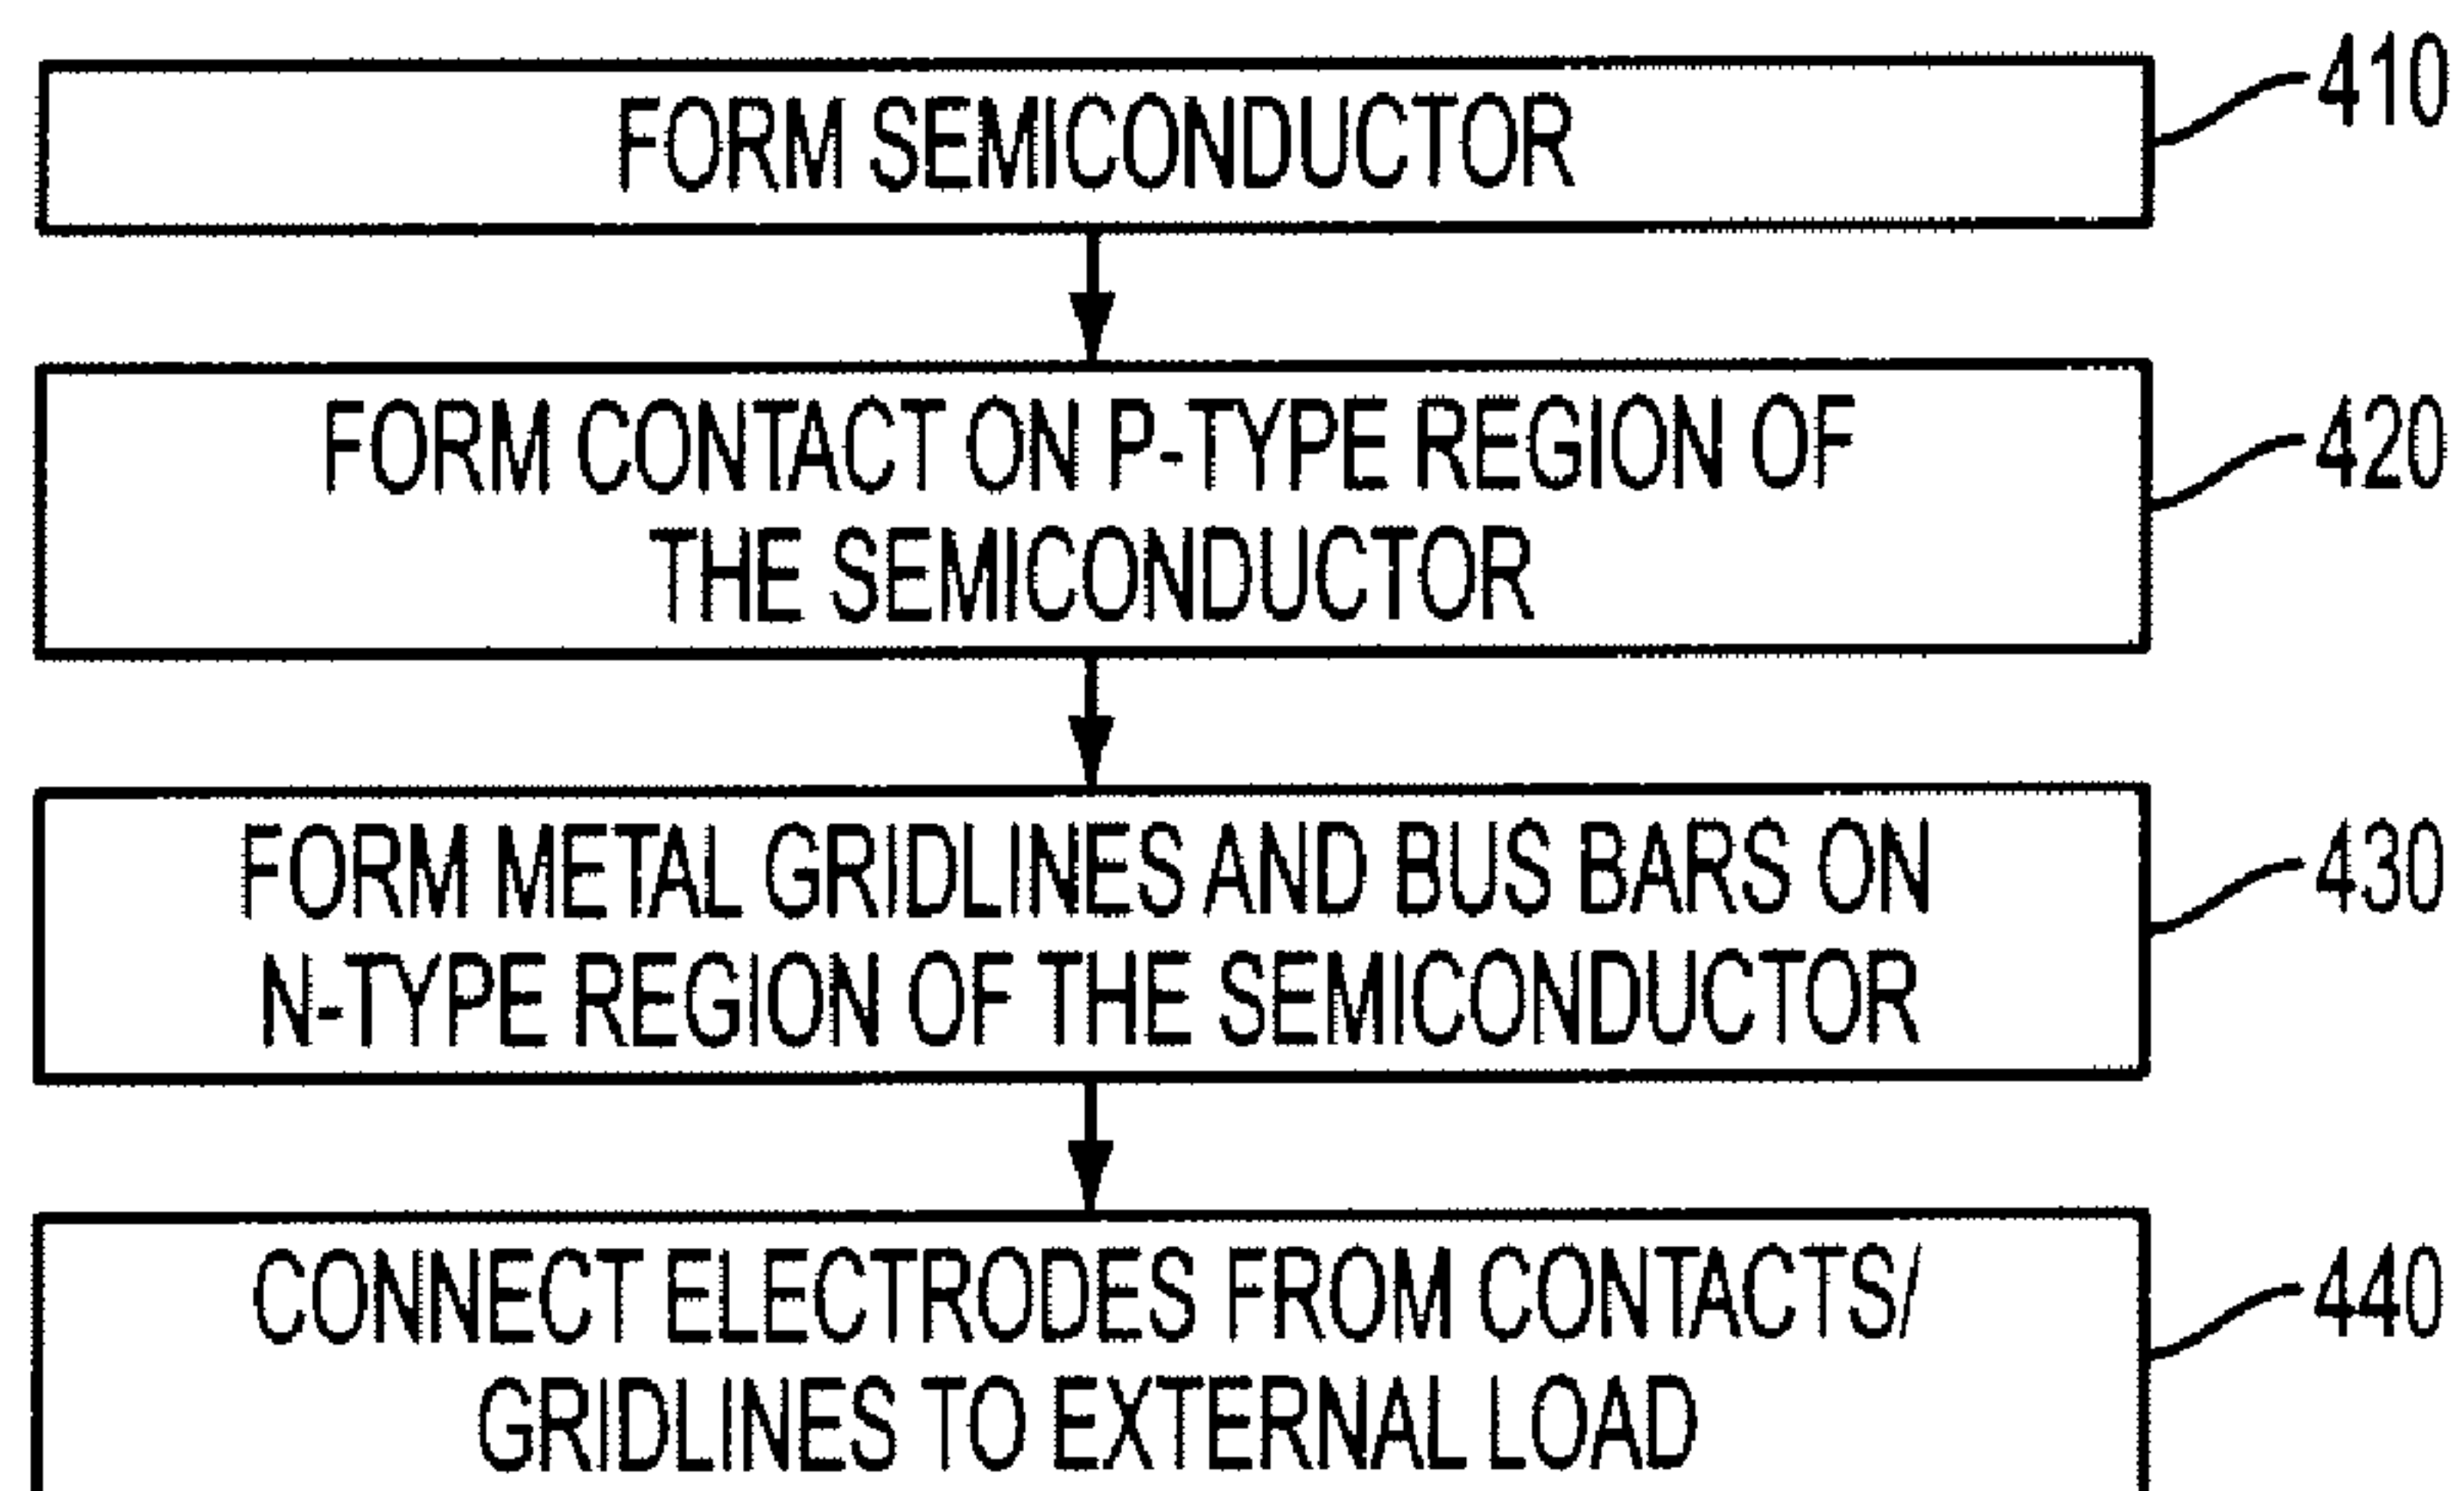 FORM SEMICONDUCTOR
410
FORM CONTACT ON P-TYPE REGION OF
THE SEMICONDUCTOR
420
FORM METAL GRIDLINES AND BUS BARS ON
N-TYPE REGION OF THE SEMICONDUCTOR
430
CONNECT ELECTRODES FROM CONTACTS/
GRIDLINES TO EXTERNAL LOAD
440